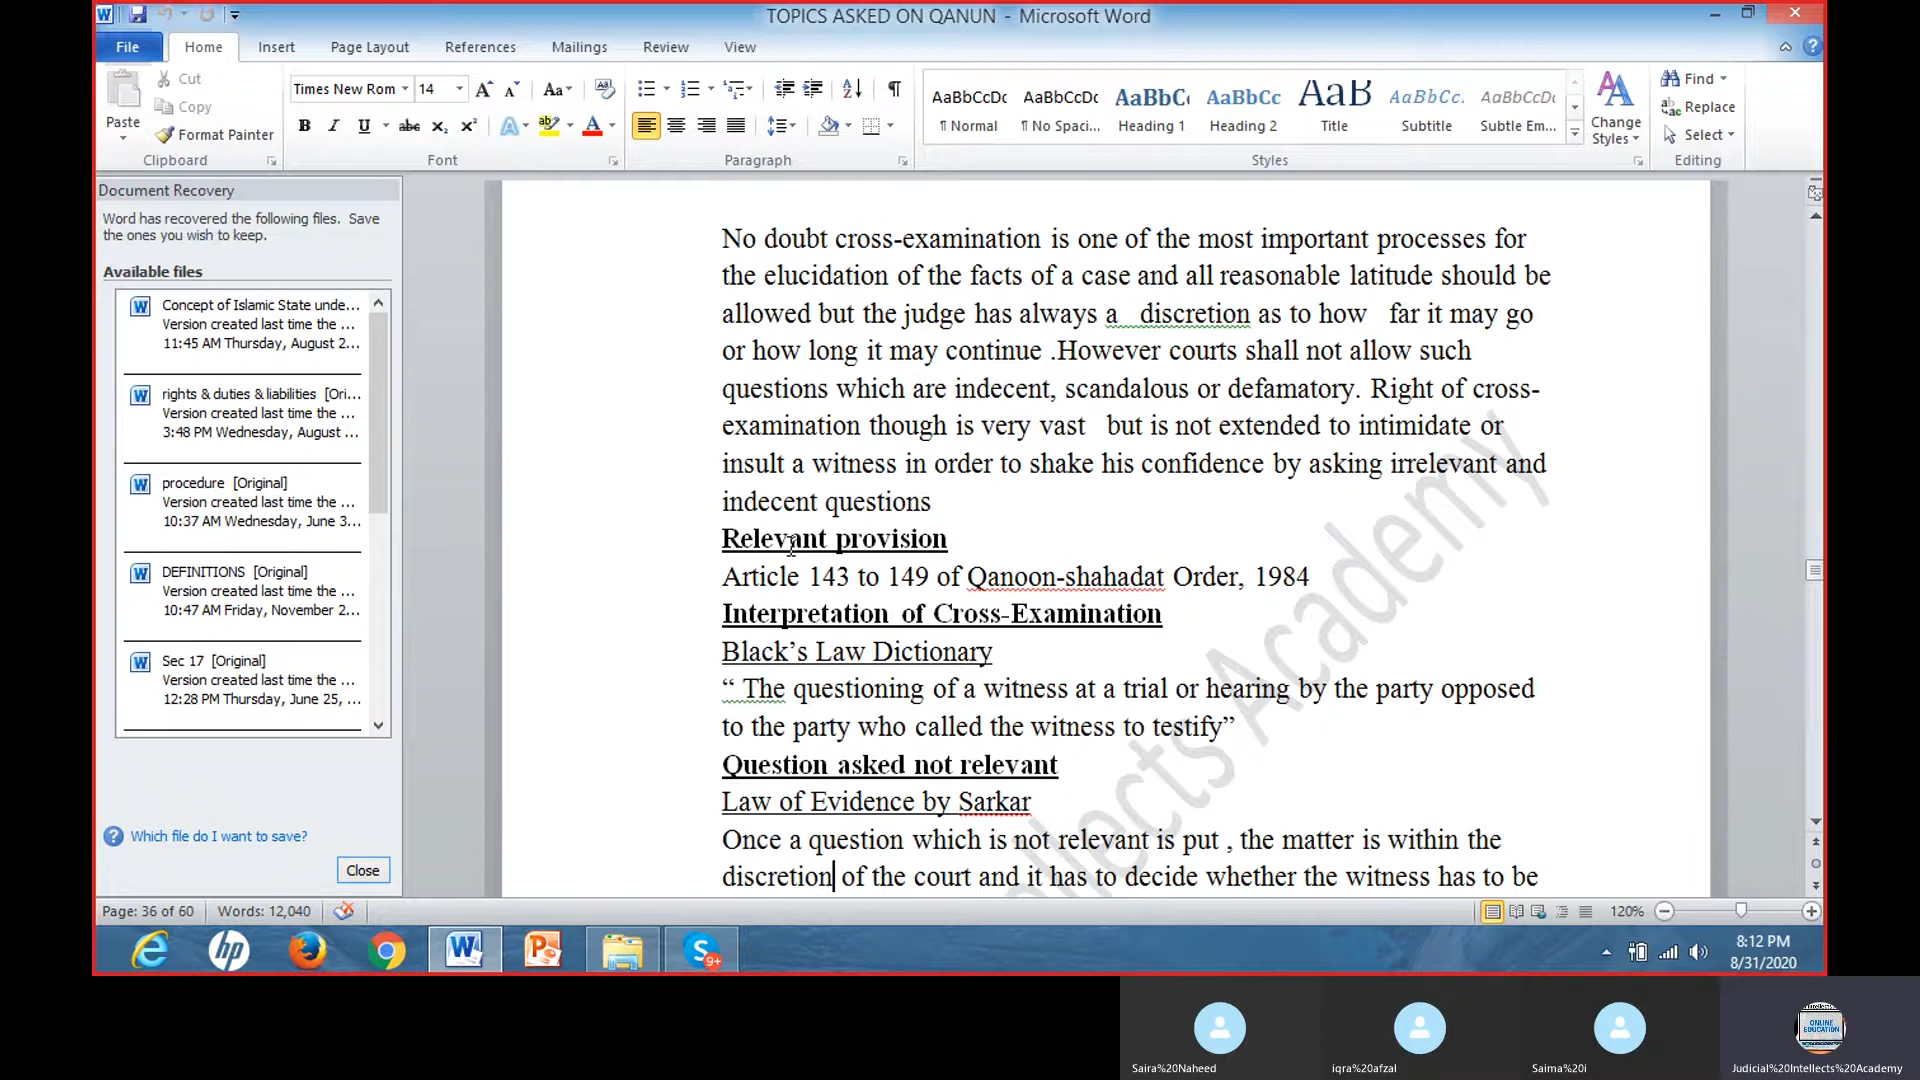 TOPICS ASKED ON QANUN - Microsoft Word
File Home Insert Page Layout References Mailings Review View
Paste
Cut
Copy
Format Painter
Clipboard
Times New Rom 14
Font
Paragraph
AaBbCcDc AaBbCcDc AaBbC AaBbCc AaB AaBbCc. AaBbCcDc
¶ Normal ¶ No Spaci... Heading 1 Heading 2 Title Subtitle Subtle Em...
Styles
Change
Styles
Find
Replace
Select
Editing
Document Recovery
Word has recovered the following files. Save
the ones you wish to keep.
Available files
Concept of Islamic State unde...
Version created last time the ...
11:45 AM Thursday, August 2...
rights & duties & liabilities [Ori...
Version created last time the ...
3:48 PM Wednesday, August ...
procedure [Original]
Version created last time the ...
10:37 AM Wednesday, June 3...
DEFINITIONS [Original]
Version created last time the ...
10:47 AM Friday, November 2...
Sec 17 [Original]
Version created last time the ...
12:28 PM Thursday, June 25, ...
Which file do I want to save?
Close
No doubt cross-examination is one of the most important processes for
the elucidation of the facts of a case and all reasonable latitude should be
allowed but the judge has always a discretion as to how far it may go
or how long it may continue .However courts shall not allow such
questions which are indecent, scandalous or defamatory. Right of cross-
examination though is very vast but is not extended to intimidate or
insult a witness in order to shake his confidence by asking irrelevant and
indecent questions
Relevant provision
Article 143 to 149 of Qanoon-shahadat Order, 1984
Interpretation of Cross-Examination
Black’s Law Dictionary
“ The questioning of a witness at a trial or hearing by the party opposed
to the party who called the witness to testify”
Question asked not relevant
Law of Evidence by Sarkar
Once a question which is not relevant is put , the matter is within the
discretion of the court and it has to decide whether the witness has to be
ellects Academy
Page: 36 of 60 Words: 12,040
120%
9+
8:12 PM
8/31/2020
ONLINE
EDUCATION
Saira%20Naheed iqra%20afzal Saima%20i Judicial%20Intellects%20Academy